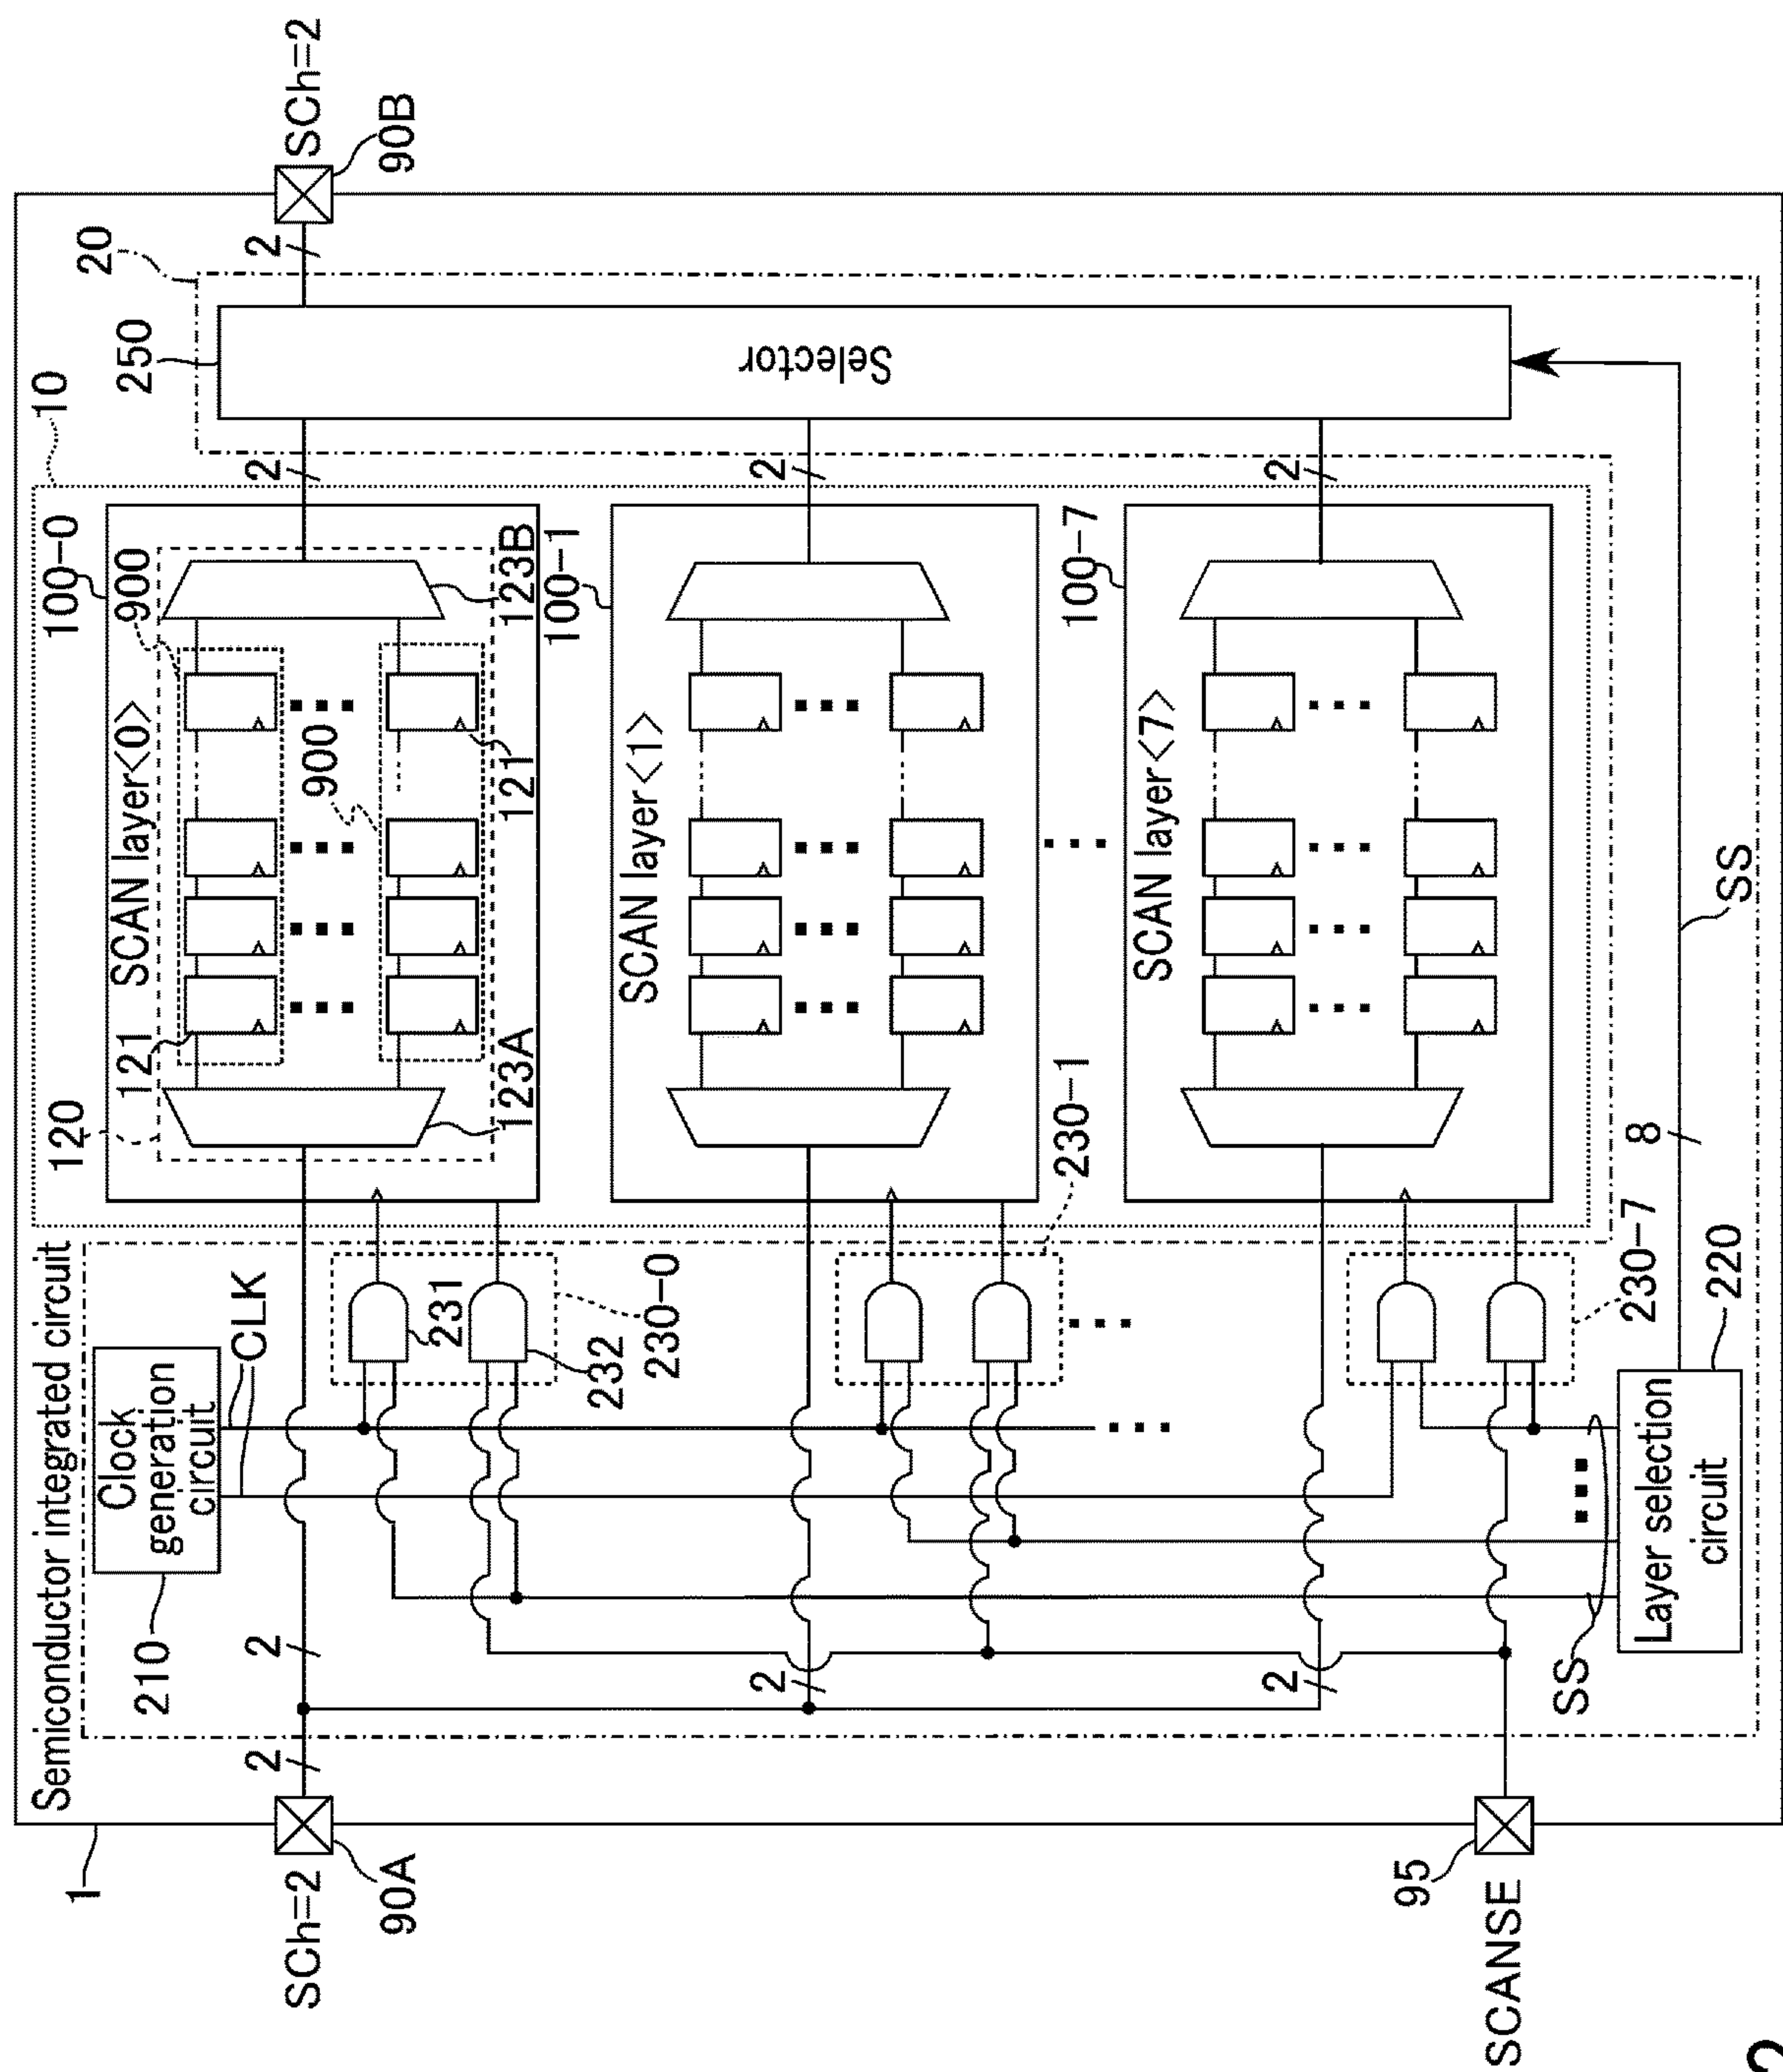 Semiconductor integrated circuit
1
SCh=2
90A
2
2
210
Clock
generation
circuit
CLK
10
20
250
SCh=2
90B
2
Selector
100-0
SCAN layer<0>
120
121
900
900
121
123A
123B
2
231
232
230-0
100-1
SCAN layer<1>
2
2
230-1
100-7
SCAN layer<7>
2
2
230-7
220
Layer selection
circuit
SS
8
SS
95
SCANSE